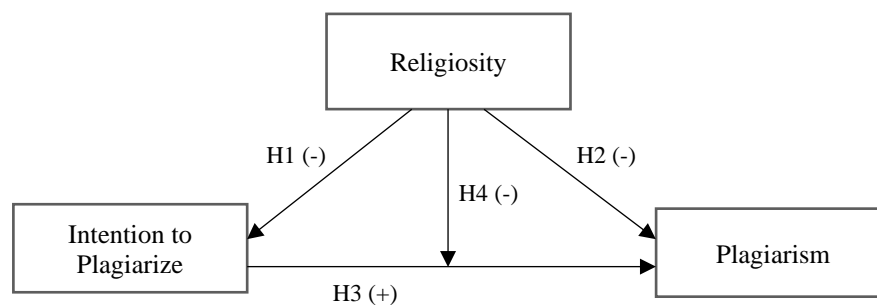 Religiosity
H1 (-)
H2 (-)
H4 (-)
Intention to
Plagiarize
Plagiarism
H3 (+)